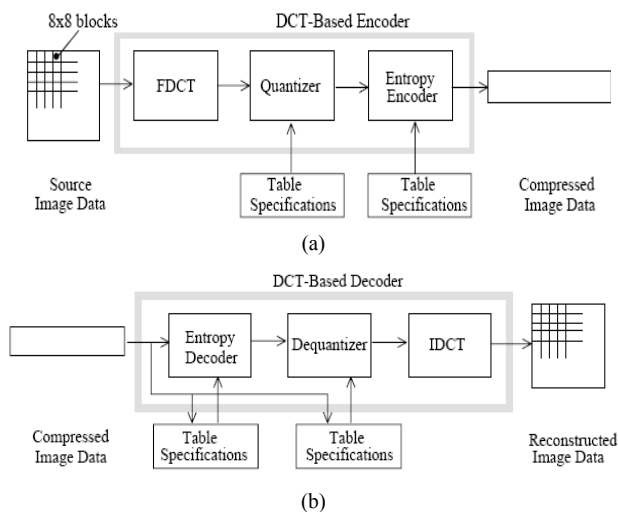 8x8 blocks
DCT-Based Encoder
FDCT
Quantizer
Entropy
Encoder
Source
Image Data
Table
Specifications
Table
Specifications
Compressed
Image Data
(a)
DCT-Based Decoder
Entropy
Decoder
Dequantizer
IDCT
Compressed
Image Data
Table
Specifications
Table
Specifications
Reconstructed
Image Data
(b)